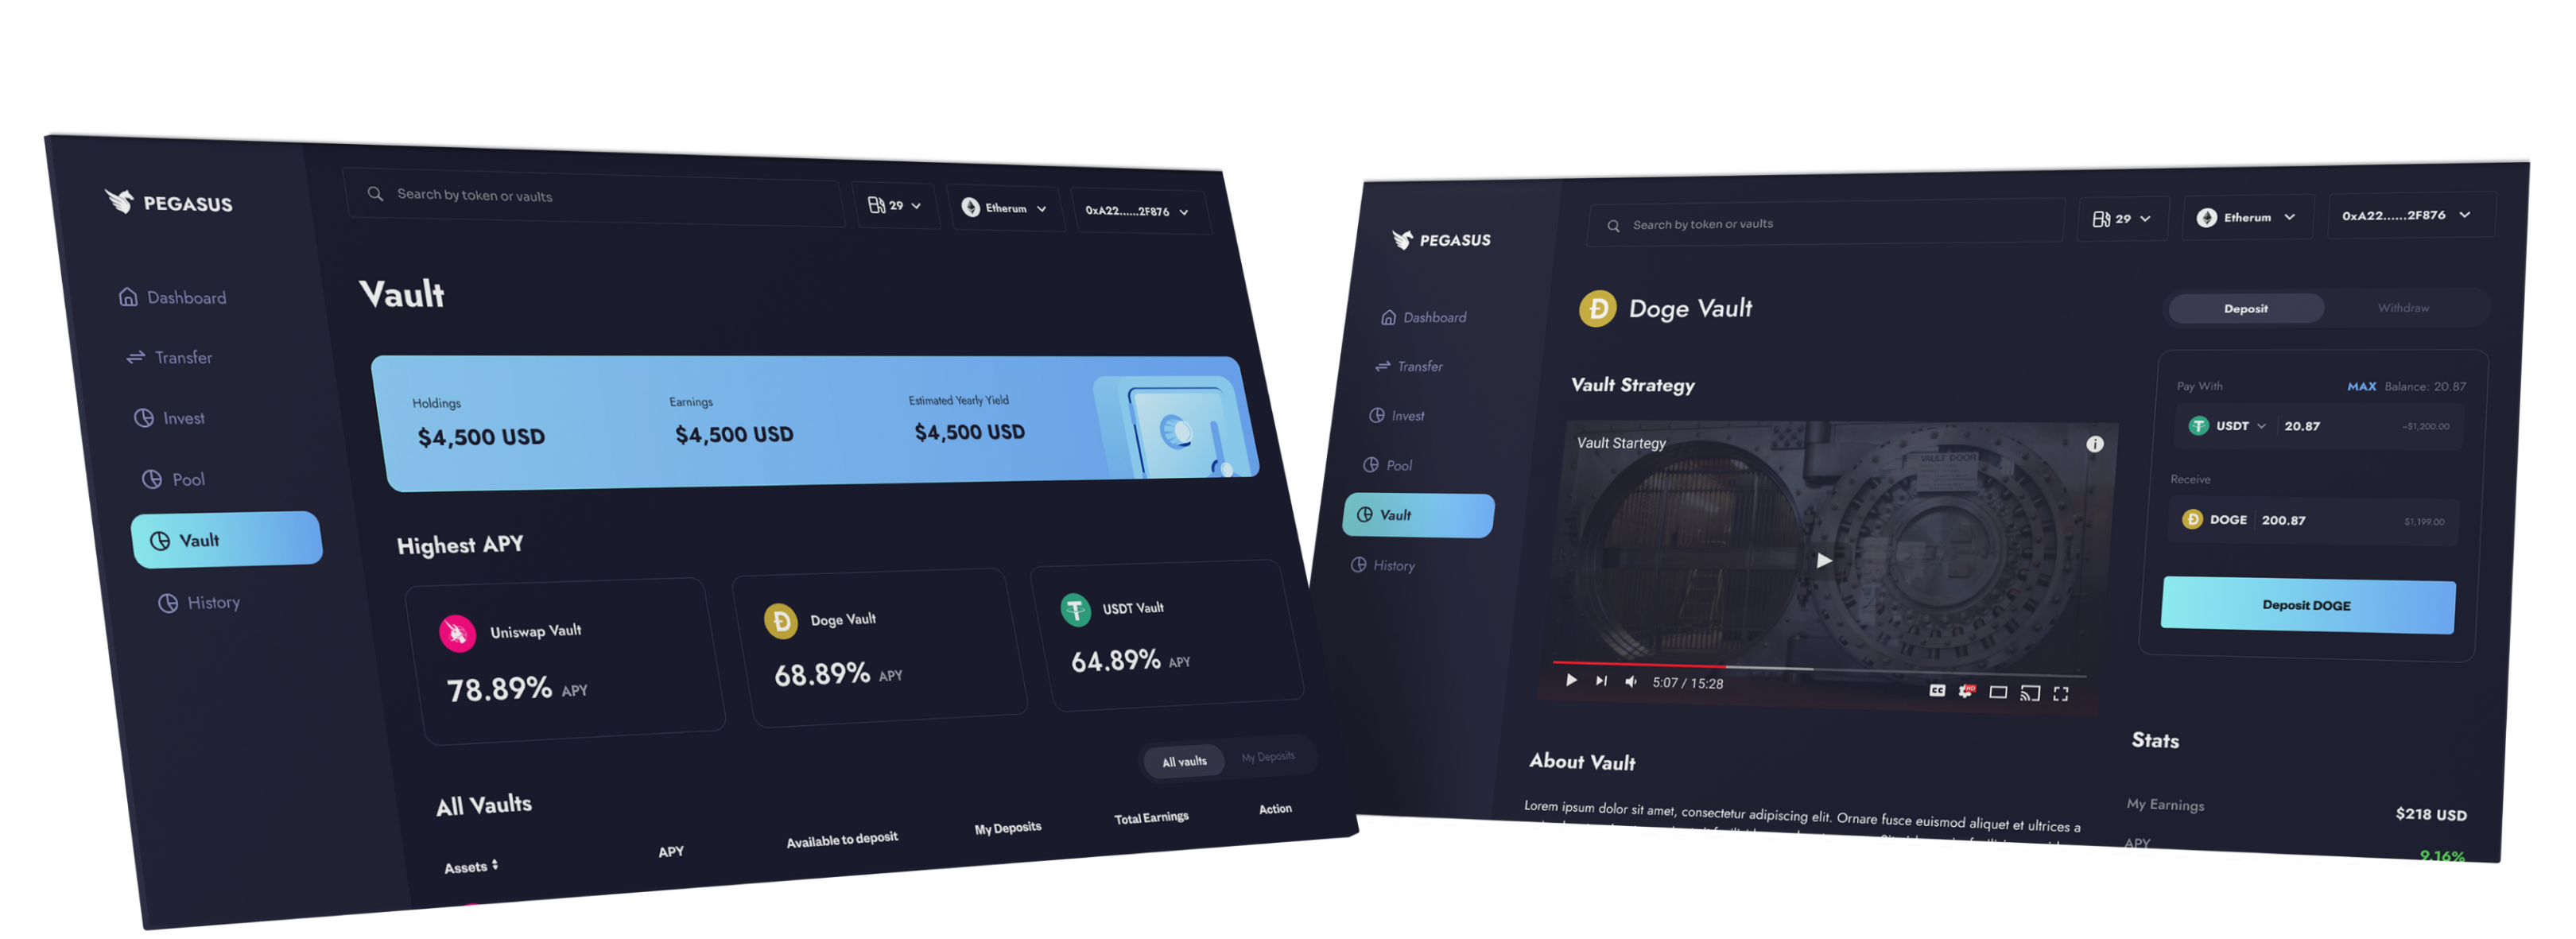 PEGASUS
Search by token or vaults
29
Etherum
0xA22......2F876
Dashboard
Transfer
Invest
Pool
Vault
History
Vault
Holdings
$4,500 USD
Earnings
$4,500 USD
Estimated Yearly Yield
$4,500 USD
Highest APY
Uniswap Vault
78.89% APY
Doge Vault
68.89% APY
USDT Vault
64.89% APY
All vaults
My Deposits
All Vaults
Assets
APY
Available to deposit
My Deposits
Total Earnings
Action
PEGASUS
Search by token or vaults
29
Etherum
0xA22......2F876
Dashboard
Transfer
Invest
Pool
Vault
History
Doge Vault
Vault Strategy
Vault Startegy
VAULT DOOR
5:07 / 15:28
CC
HD
About Vault
Lorem ipsum dolor sit amet, consectetur adipiscing elit. Ornare fusce euismod aliquet et ultrices a
Deposit
Withdraw
Pay With
MAX Balance: 20.87
USDT
20.87
~$1,200.00
Receive
DOGE
200.87
$1,199.00
Deposit DOGE
Stats
My Earnings
$218 USD
APY
9.16%